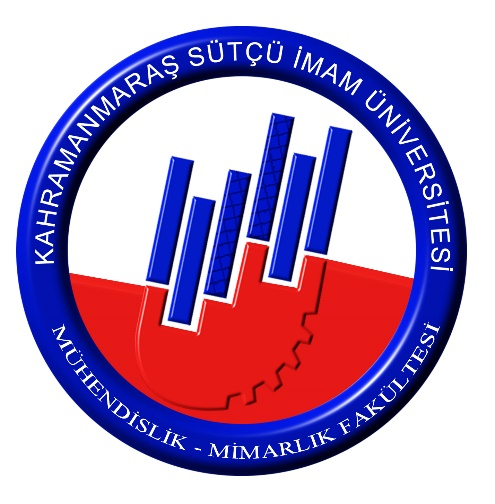 KAHRAMANMARAŞ SÜTÇÜ İMAM ÜNİVERSİTESİ
MÜHENDİSLİK - MİMARLIK FAKÜLTESİ